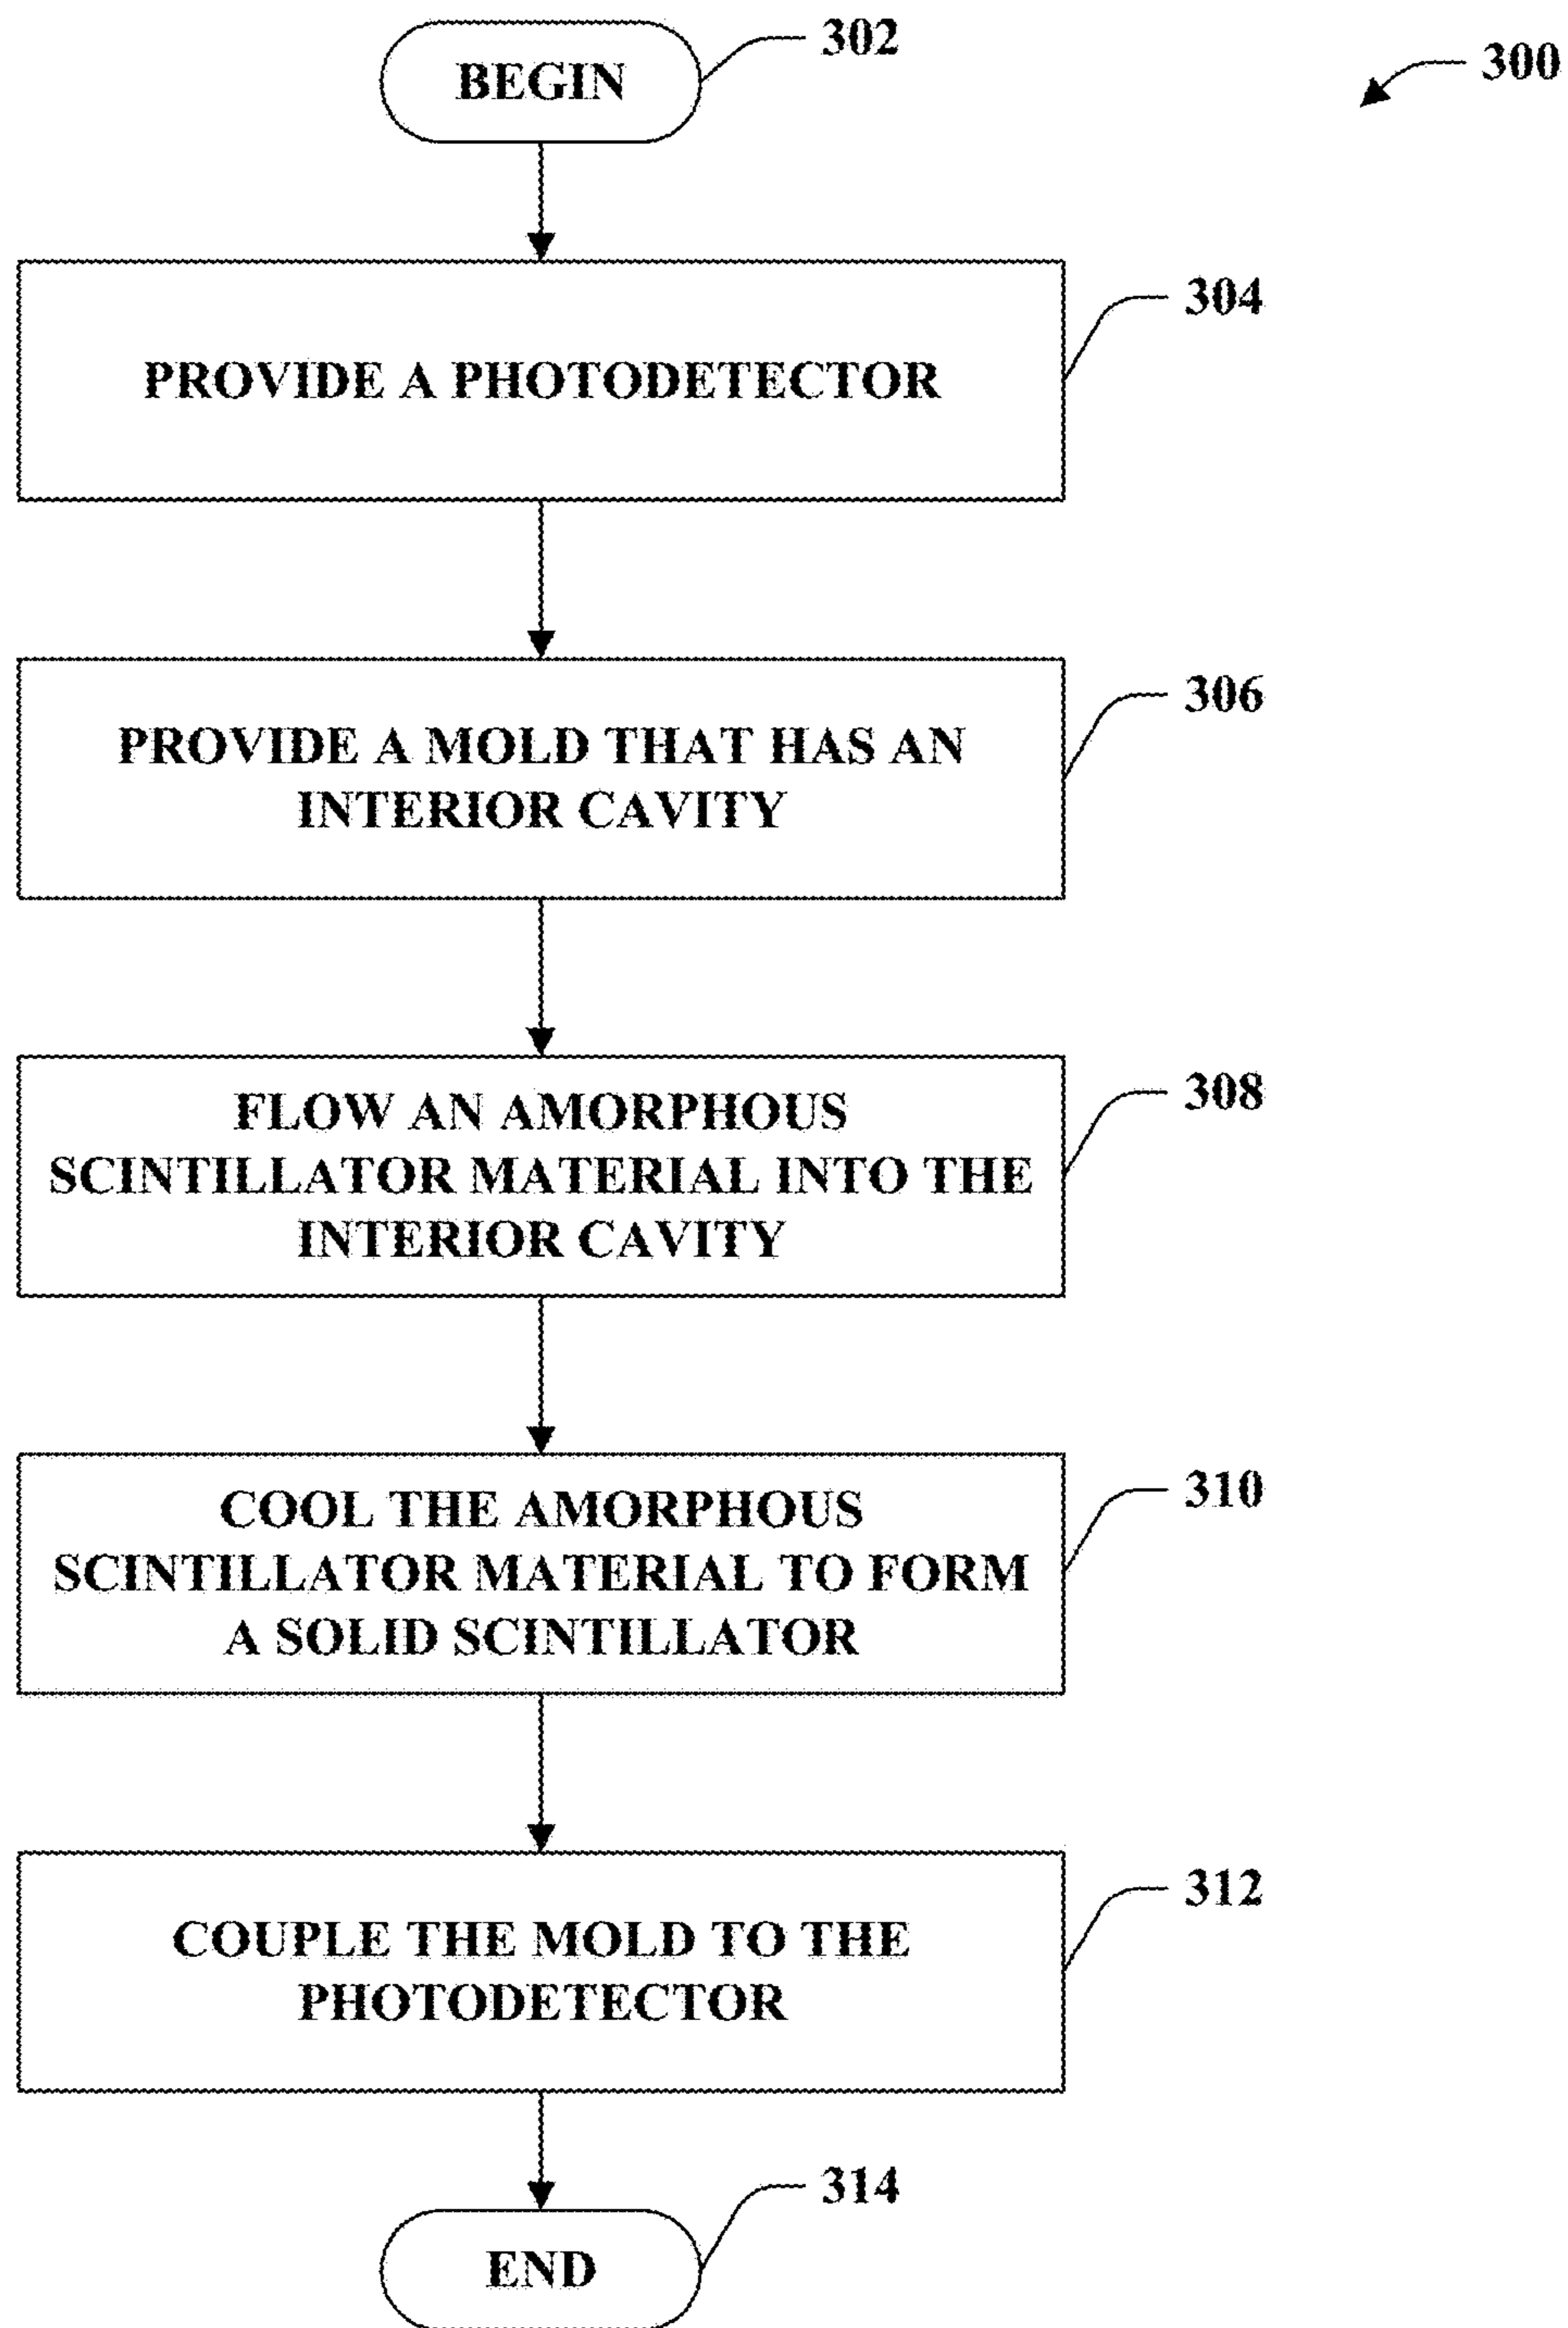 302
BEGIN
300
304
PROVIDE A PHOTODETECTOR
306
PROVIDE A MOLD THAT HAS AN
INTERIOR CAVITY
308
FLOW AN AMORPHOUS
SCINTILLATOR MATERIAL INTO THE
INTERIOR CAVITY
310
COOL THE AMORPHOUS
SCINTILLATOR MATERIAL TO FORM
A SOLID SCINTILLATOR
312
COUPLE THE MOLD TO THE
PHOTODETECTOR
314
END